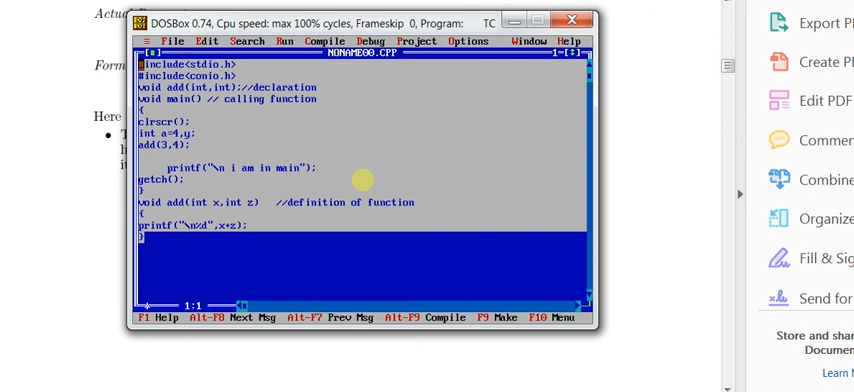 Actual
DOSBox 0.74, Cpu speed: max 100% cycles, Frameskip 0, Program: TC
File Edit Search Run Compile Debug Project Options Window Help
NONAME00.CPP
1=[↕]
#include<stdio.h>
#include<conio.h>
void add(int,int);//declaration
void main() // calling function
{
clrscr();
int a=4,y;
add(3,4);
printf("\n i am in main");
getch();
}
void add(int x,int z) //definition of function
{
printf("\n%d",x+z);
}
1:1
F1 Help Alt-F8 Next Msg Alt-F7 Prev Msg Alt-F9 Compile F9 Make F10 Menu
Form
Here
Export P
Create P
Edit PDF
Commen
Combine
Organize
Fill & Sig
Send for
Store and shar
Documen
Learn M